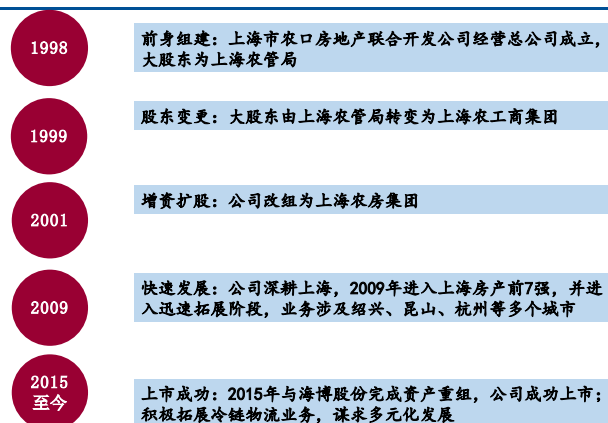 1998
前身组建：上海市农口房地产联合开发公司经营总公司成立，
大股东为上海农管局
1999
股东变更：大股东由上海农管局转变为上海农工商集团
2001
增资扩股：公司改组为上海农房集团
2009
快速发展：公司深耕上海，2009年进入上海房产前7强，并进
入迅速拓展阶段，业务涉及绍兴、昆山、杭州等多个城市
2015
至今
上市成功：2015年与海博股份完成资产重组，公司成功上市；
积极拓展冷链物流业务，谋求多元化发展